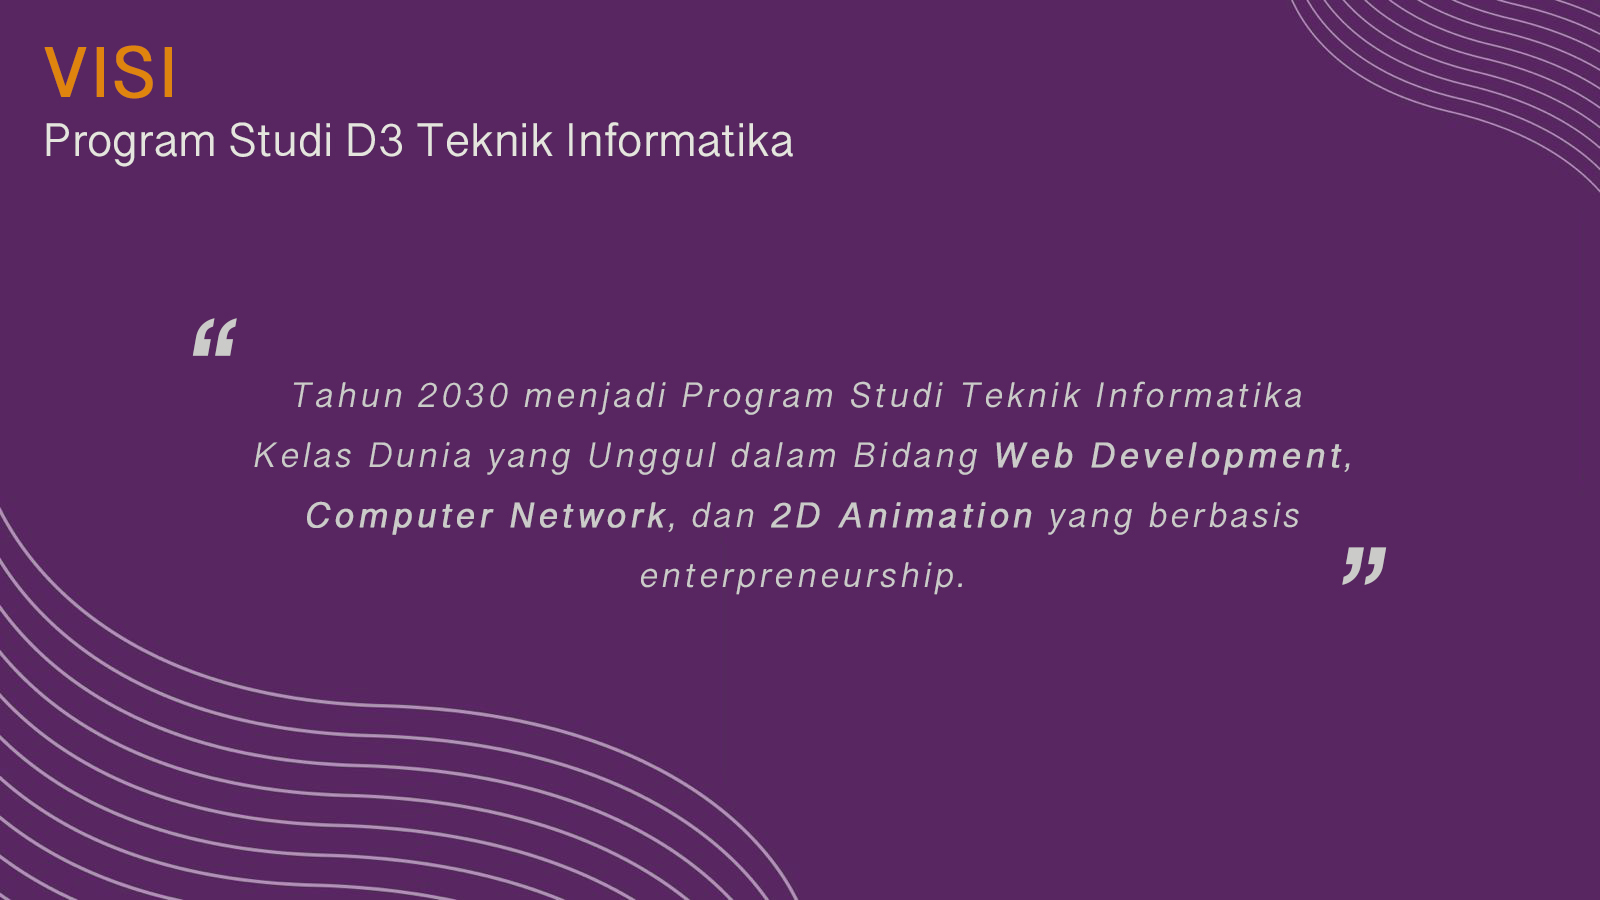 VISI
Program Studi D3 Teknik Informatika
“
Tahun 2030 menjadi Program Studi Teknik Informatika
Kelas Dunia yang Unggul dalam Bidang Web Development,
Computer Network, dan 2D Animation yang berbasis
enterpreneurship.
”